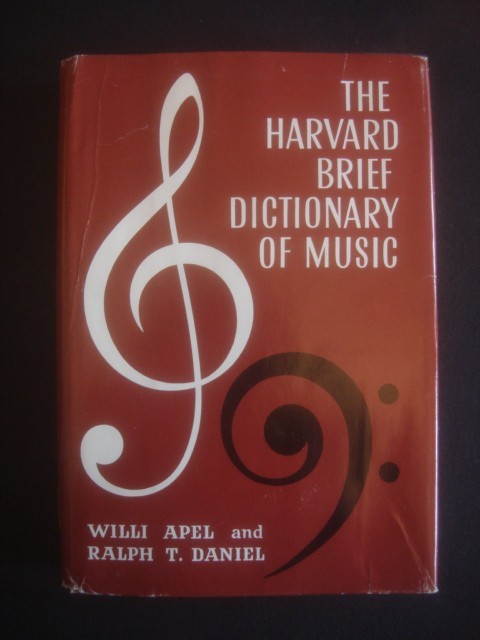 THE
HARVARD
BRIEF
DICTIONARY
OF MUSIC
WILLI APEL and
RALPH T. DANIEL